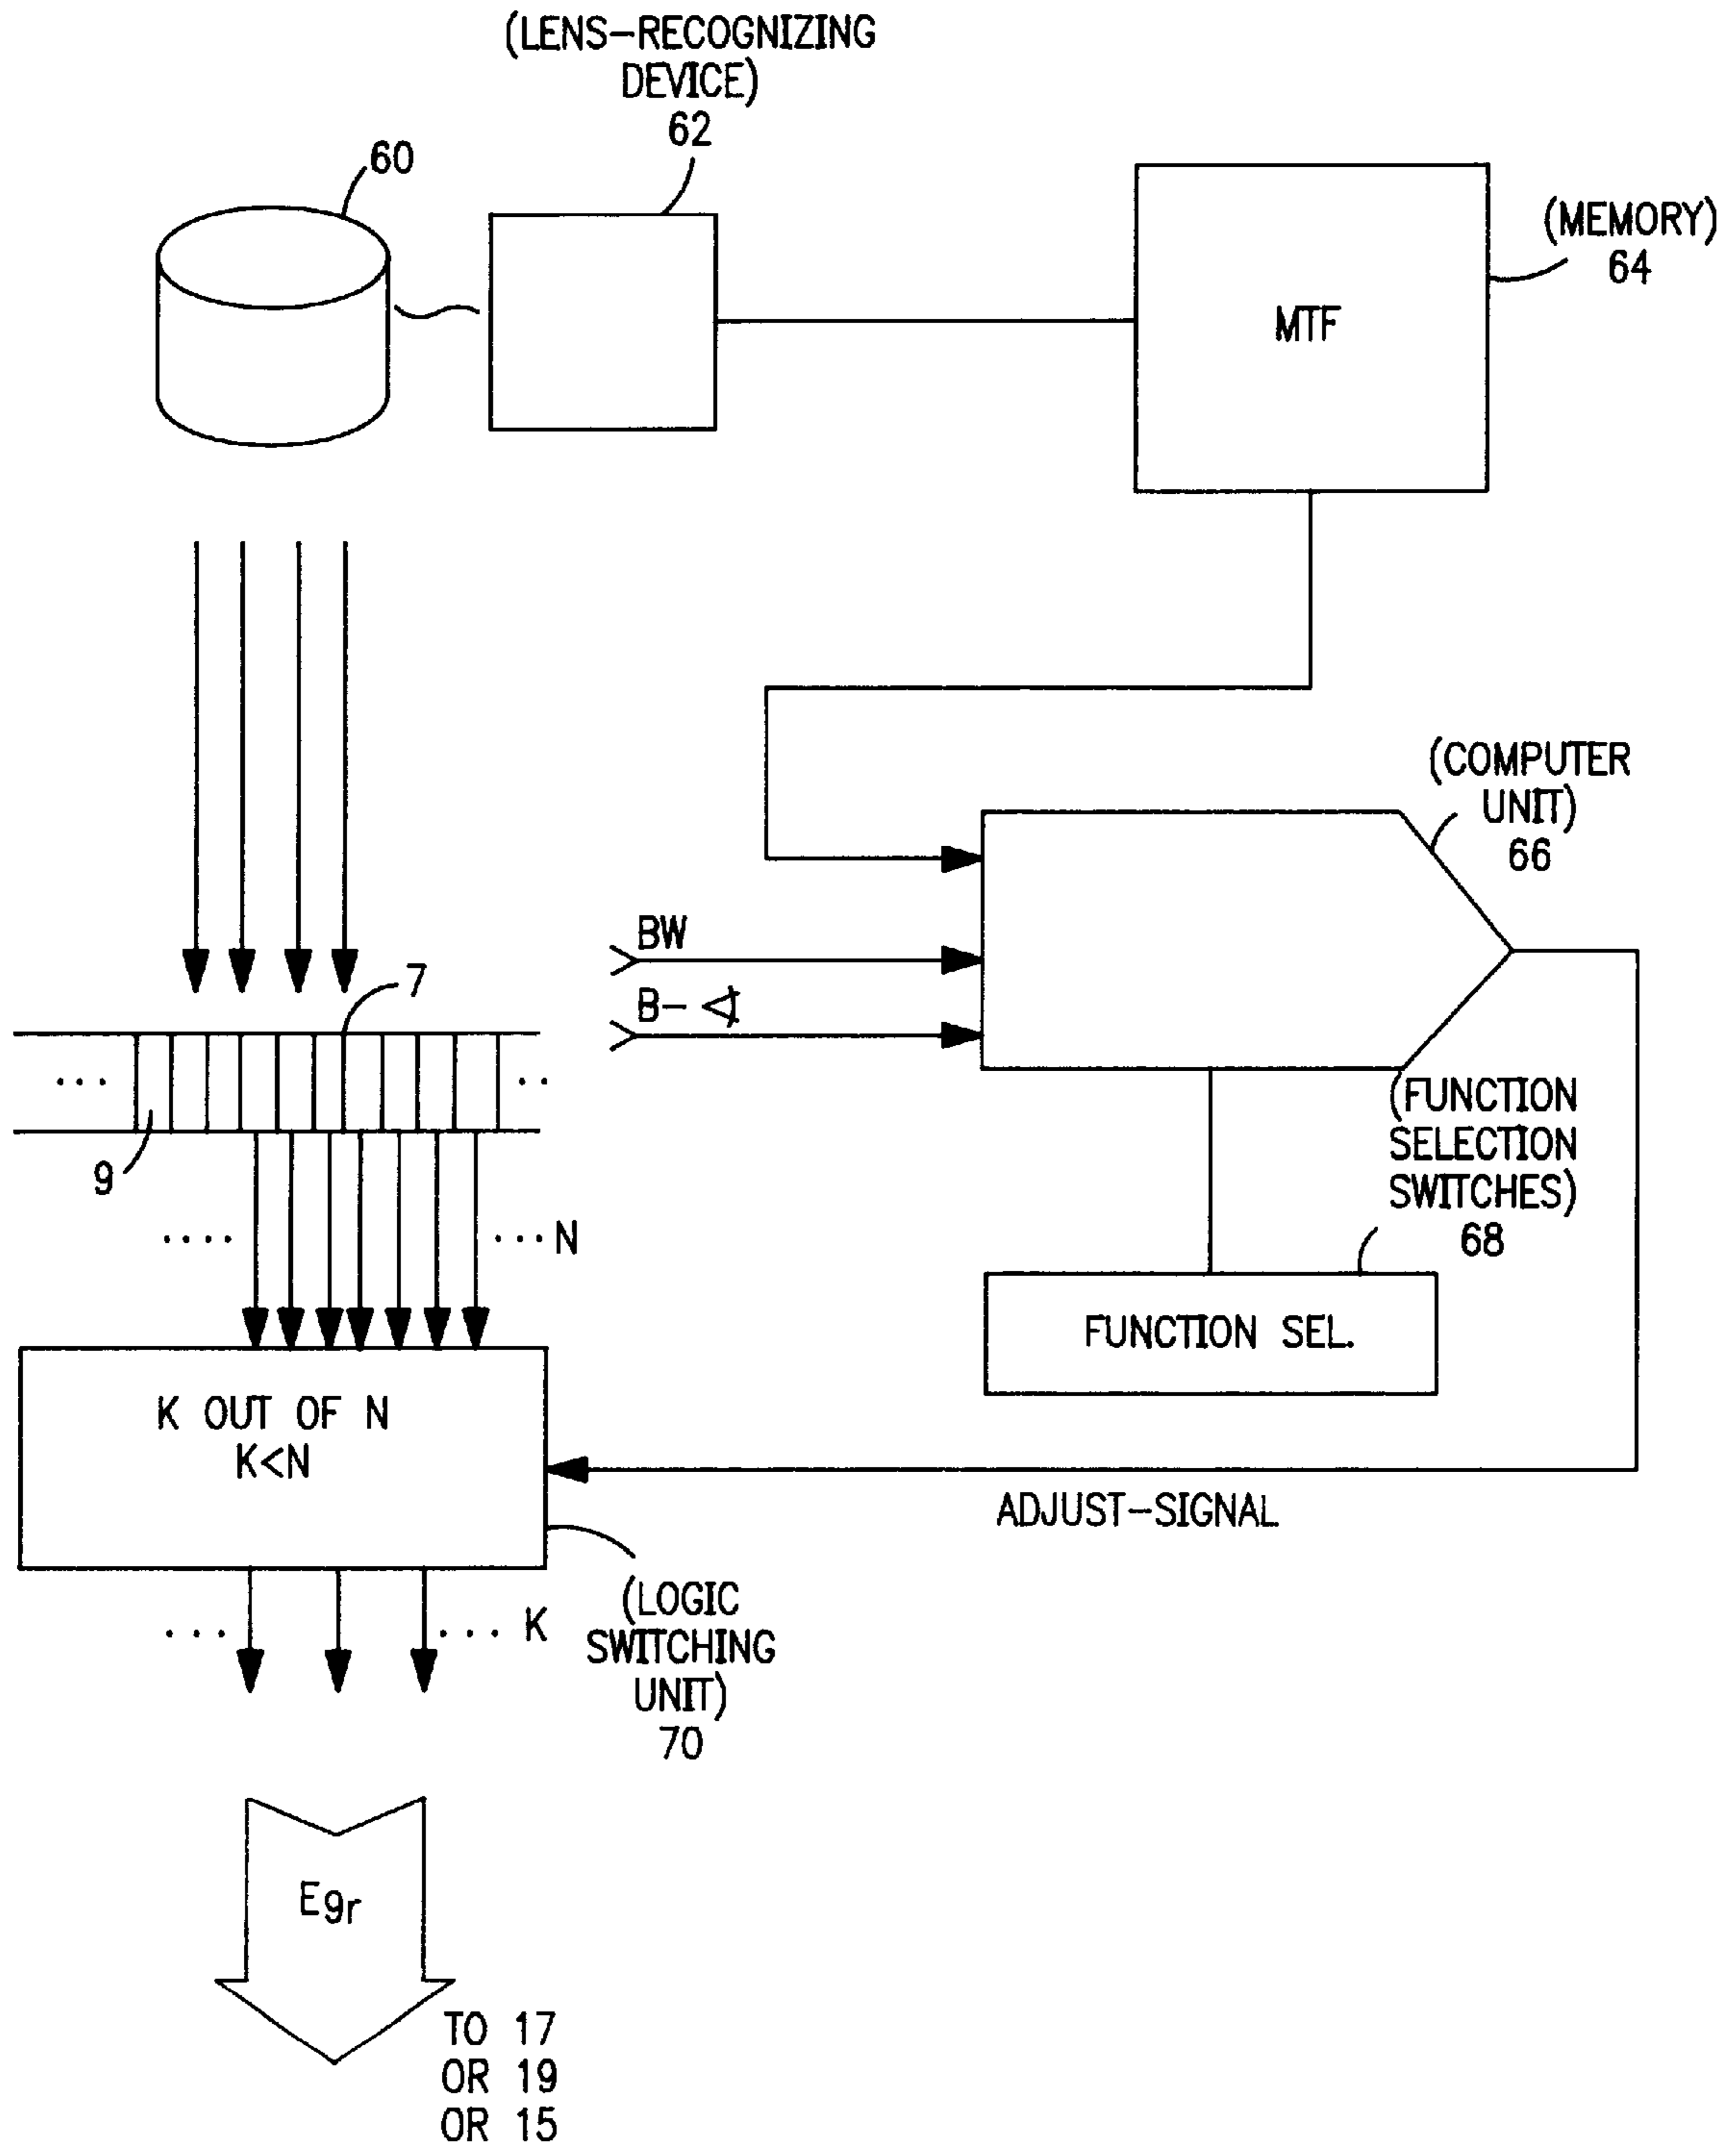 (LENS-RECOGNIZING
DEVICE)
62
60
(MEMORY)
64
MTF
(COMPUTER
UNIT)
66
BW
B-∢
7
... ..
9
(FUNCTION
SELECTION
SWITCHES)
68
.... ...N
FUNCTION SEL.
K OUT OF N
K<N
ADJUST-SIGNAL
... ... K
(LOGIC
SWITCHING
UNIT)
70
E9r
TO 17
OR 19
OR 15